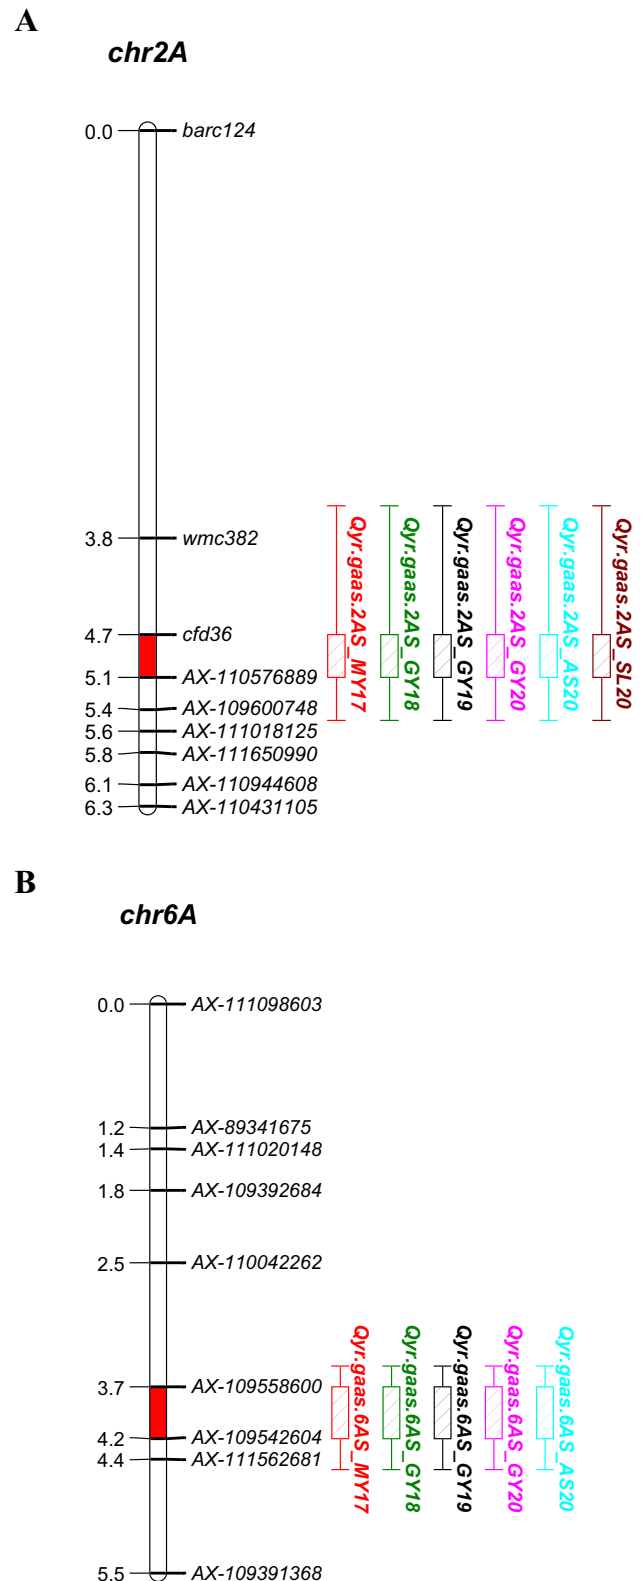 A
chr2A
0.0 barc124
3.8 wmc382
4.7 cfd36
5.1 AX-110576889
5.4 AX-109600748
5.6 AX-111018125
5.8 AX-111650990
6.1 AX-110944608
6.3 AX-110431105
Qyr.gaas.2AS_MY17
Qyr.gaas.2AS_GY18
Qyr.gaas.2AS_GY19
Qyr.gaas.2AS_GY20
Qyr.gaas.2AS_AS20
Qyr.gaas.2AS_SL20
B
chr6A
0.0 AX-111098603
1.2 AX-89341675
1.4 AX-111020148
1.8 AX-109392684
2.5 AX-110042262
3.7 AX-109558600
4.2 AX-109542604
4.4 AX-111562681
5.5 AX-109391368
Qyr.gaas.6AS_MY17
Qyr.gaas.6AS_GY18
Qyr.gaas.6AS_GY19
Qyr.gaas.6AS_GY20
Qyr.gaas.6AS_AS20